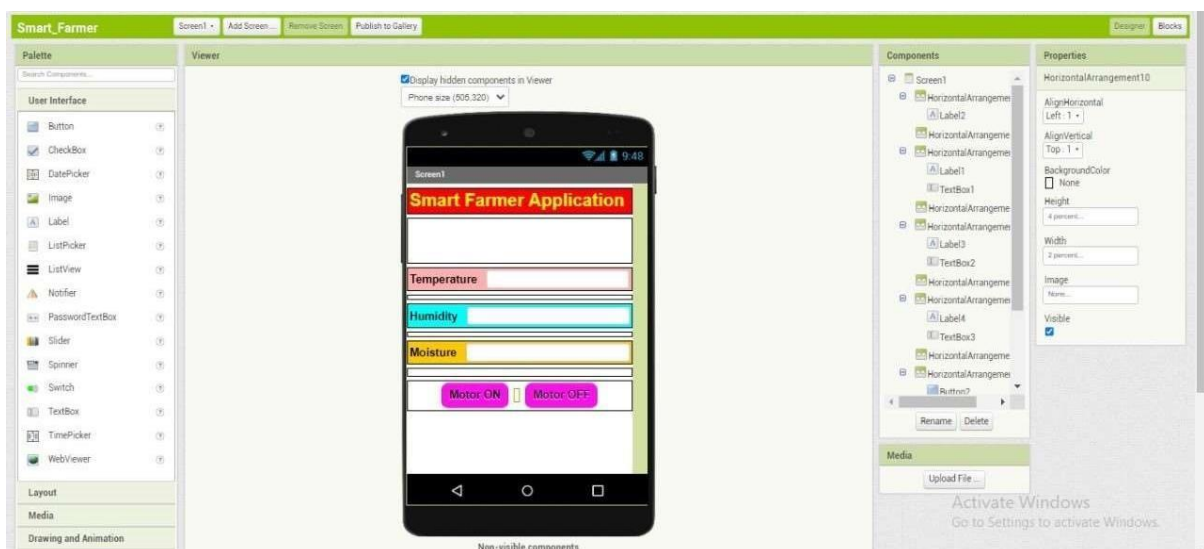 Smart_Farmer
Screen1 Add Screen ... Remove Screen Publish to Gallery
Designer Blocks
Palette
Search Components...
User Interface
Button
CheckBox
DatePicker
Image
Label
ListPicker
ListView
Notifier
PasswordTextBox
Slider
Spinner
Switch
TextBox
TimePicker
WebViewer
Layout
Media
Drawing and Animation
Viewer
Display hidden components in Viewer
Phone size (505,320)
9:48
Screen1
Smart Farmer Application
Temperature
Humidity
Moisture
Motor ON Motor OFF
Non-visible components
Components
Screen1
HorizontalArrangeme
Label2
HorizontalArrangeme
HorizontalArrangeme
Label1
TextBox1
HorizontalArrangeme
HorizontalArrangeme
Label3
TextBox2
HorizontalArrangeme
HorizontalArrangeme
Label4
TextBox3
HorizontalArrangeme
HorizontalArrangeme
Button2
Rename Delete
Media
Upload File ...
Properties
HorizontalArrangement10
AlignHorizontal
Left : 1
AlignVertical
Top : 1
BackgroundColor
None
Height
4 percent...
Width
2 percent...
Image
None...
Visible
Activate Windows
Go to Settings to activate Windows.